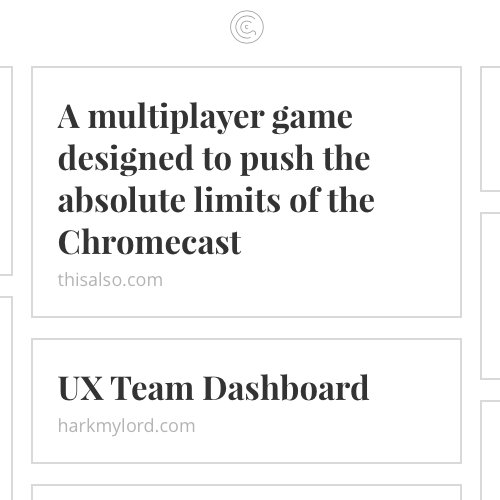 A multiplayer game
designed to push the
absolute limits of the
Chromecast
thisalso.com
UX Team Dashboard
harkmylord.com